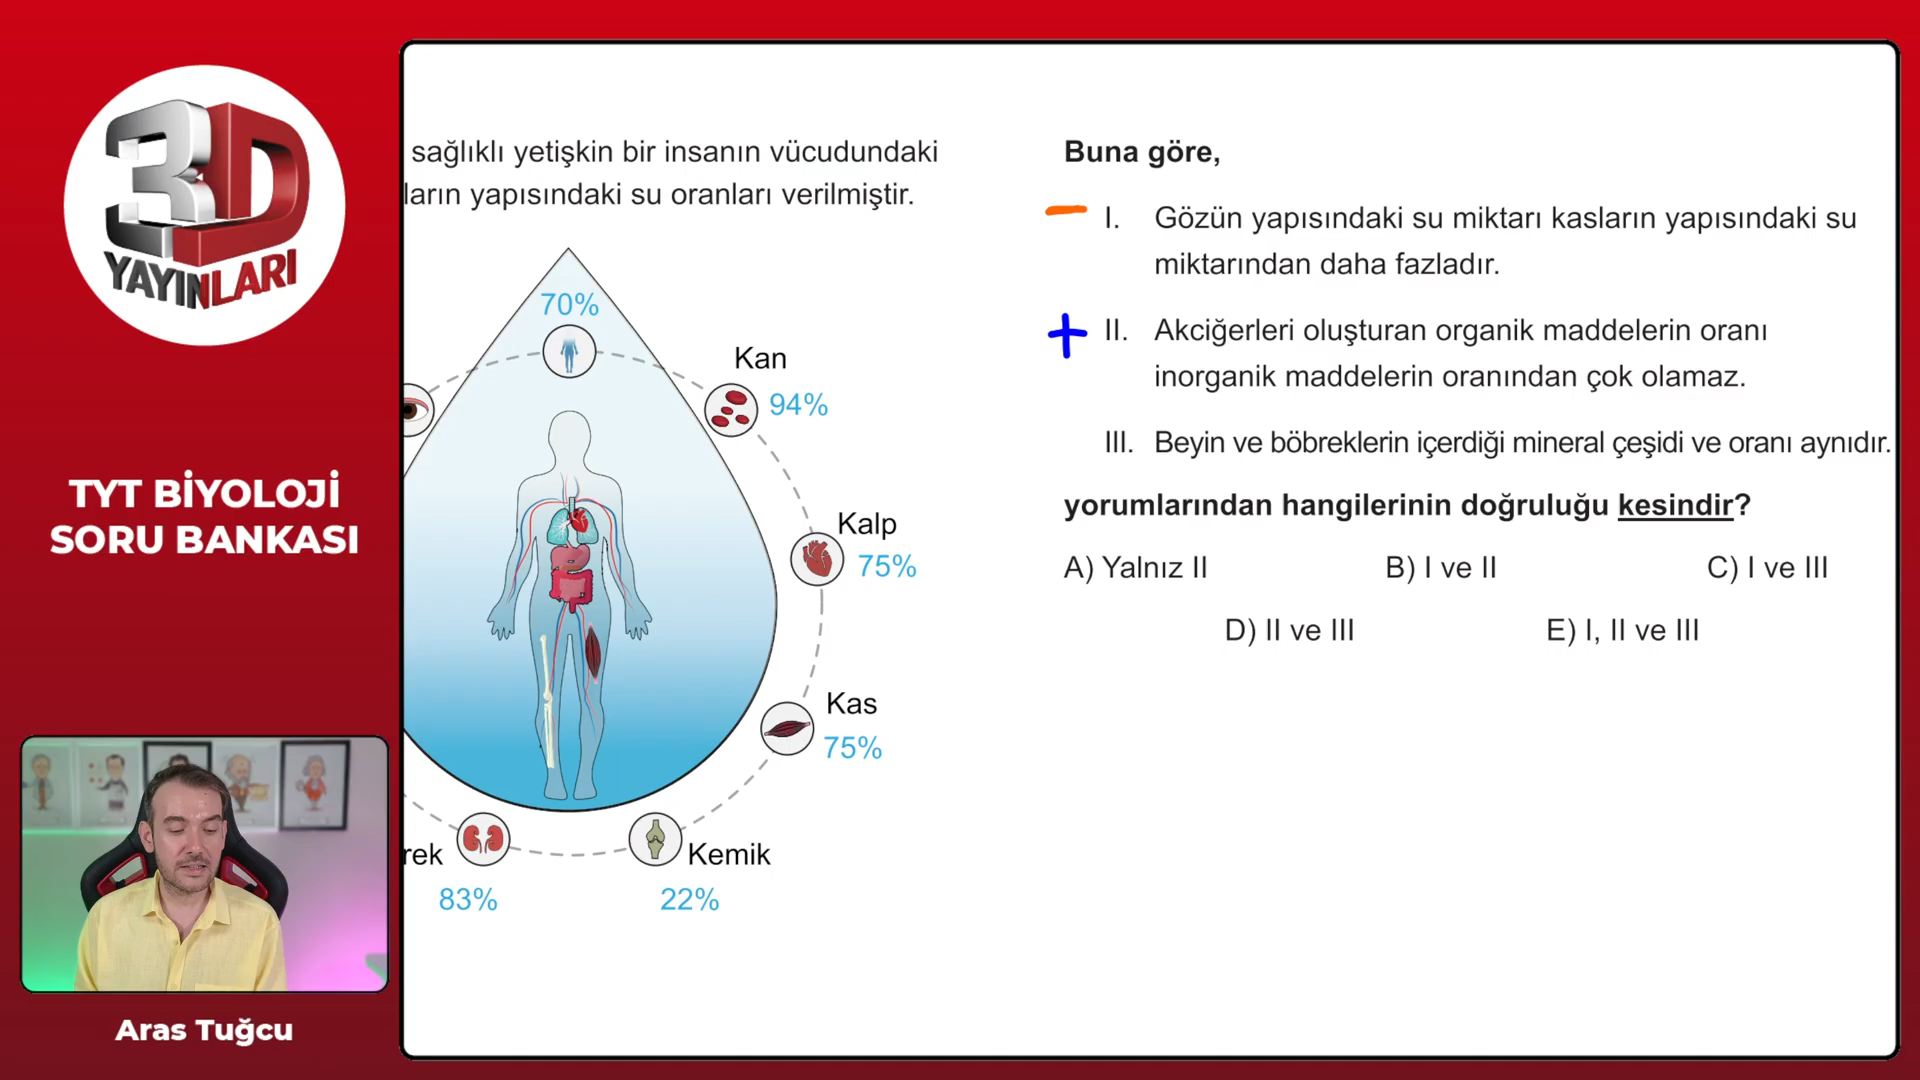 3D
YAYINLARI
TYT BİYOLOJİ
SORU BANKASI
Aras Tuğcu
sağlıklı yetişkin bir insanın vücudundaki
ların yapısındaki su oranları verilmiştir.
70%
Kan
94%
Kalp
75%
Kas
75%
Kemik
22%
rek
83%
Buna göre,
I. Gözün yapısındaki su miktarı kasların yapısındaki su
miktarından daha fazladır.
II. Akciğerleri oluşturan organik maddelerin oranı
inorganik maddelerin oranından çok olamaz.
III. Beyin ve böbreklerin içerdiği mineral çeşidi ve oranı aynıdır.
yorumlarından hangilerinin doğruluğu kesindir?
A) Yalnız II B) I ve II C) I ve III
D) II ve III E) I, II ve III